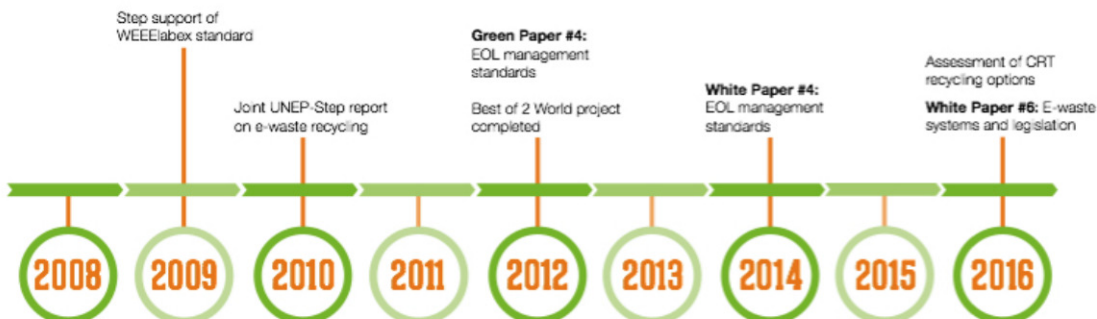 Step support of
WEEElabex standard
Joint UNEP-Step report
on e-waste recycling
Green Paper #4:
EOL management
standards
Best of 2 World project
completed
White Paper #4:
EOL management
standards
Assessment of CRT
recycling options
White Paper #6: E-waste
systems and legislation
2008
2009
2010
2011
2012
2013
2014
2015
2016